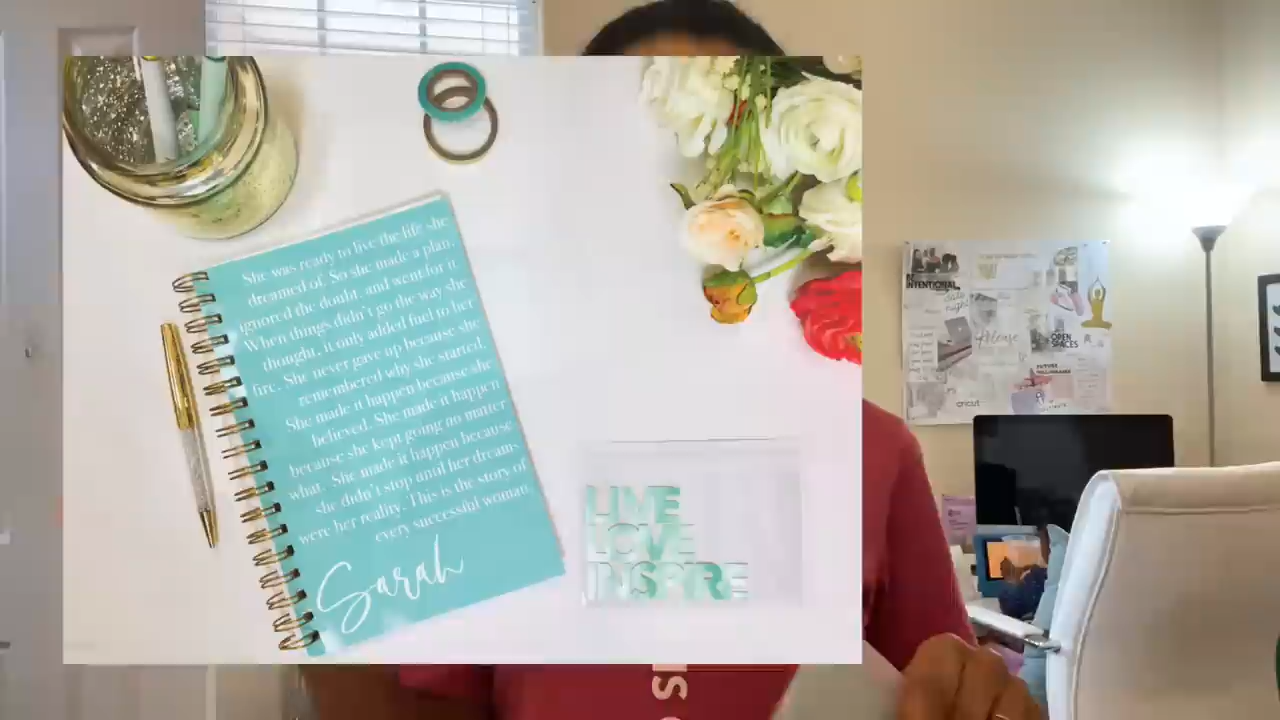 She was ready to live the life she
dreamed of. So she made a plan,
ignored the doubt, and went for it.
When things didn't go the way she
thought, it only added fuel to her
fire. She never gave up because she
remembered why she started.
She made it happen because she
believed. She made it happen
because she kept going no matter
what. She made it happen because
she didn't stop until her dreams
were her reality. This is the story of
every successful woman.
Sarah
LIVE
LOVE
INSPIRE
INTENTIONAL
date night
release
OPEN
SPACES
cricut
S